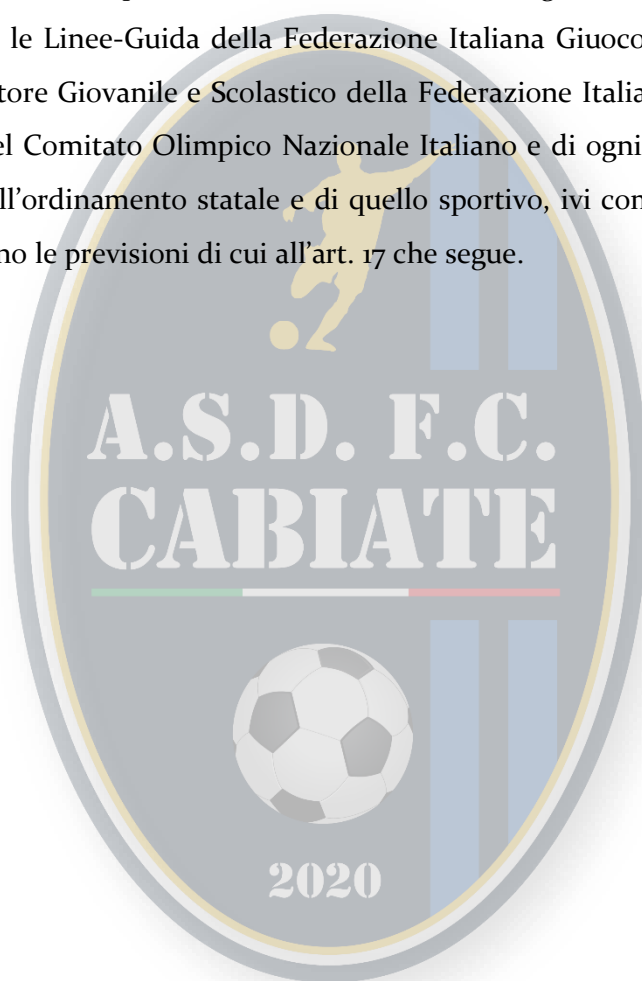 le Linee-Guida della Federazione Italiana Giuoco
tore Giovanile e Scolastico della Federazione Italia
el Comitato Olimpico Nazionale Italiano e di ogni
ll’ordinamento statale e di quello sportivo, ivi con
no le previsioni di cui all’art. 17 che segue.
A.S.D. F.C.
CABIATE
2020